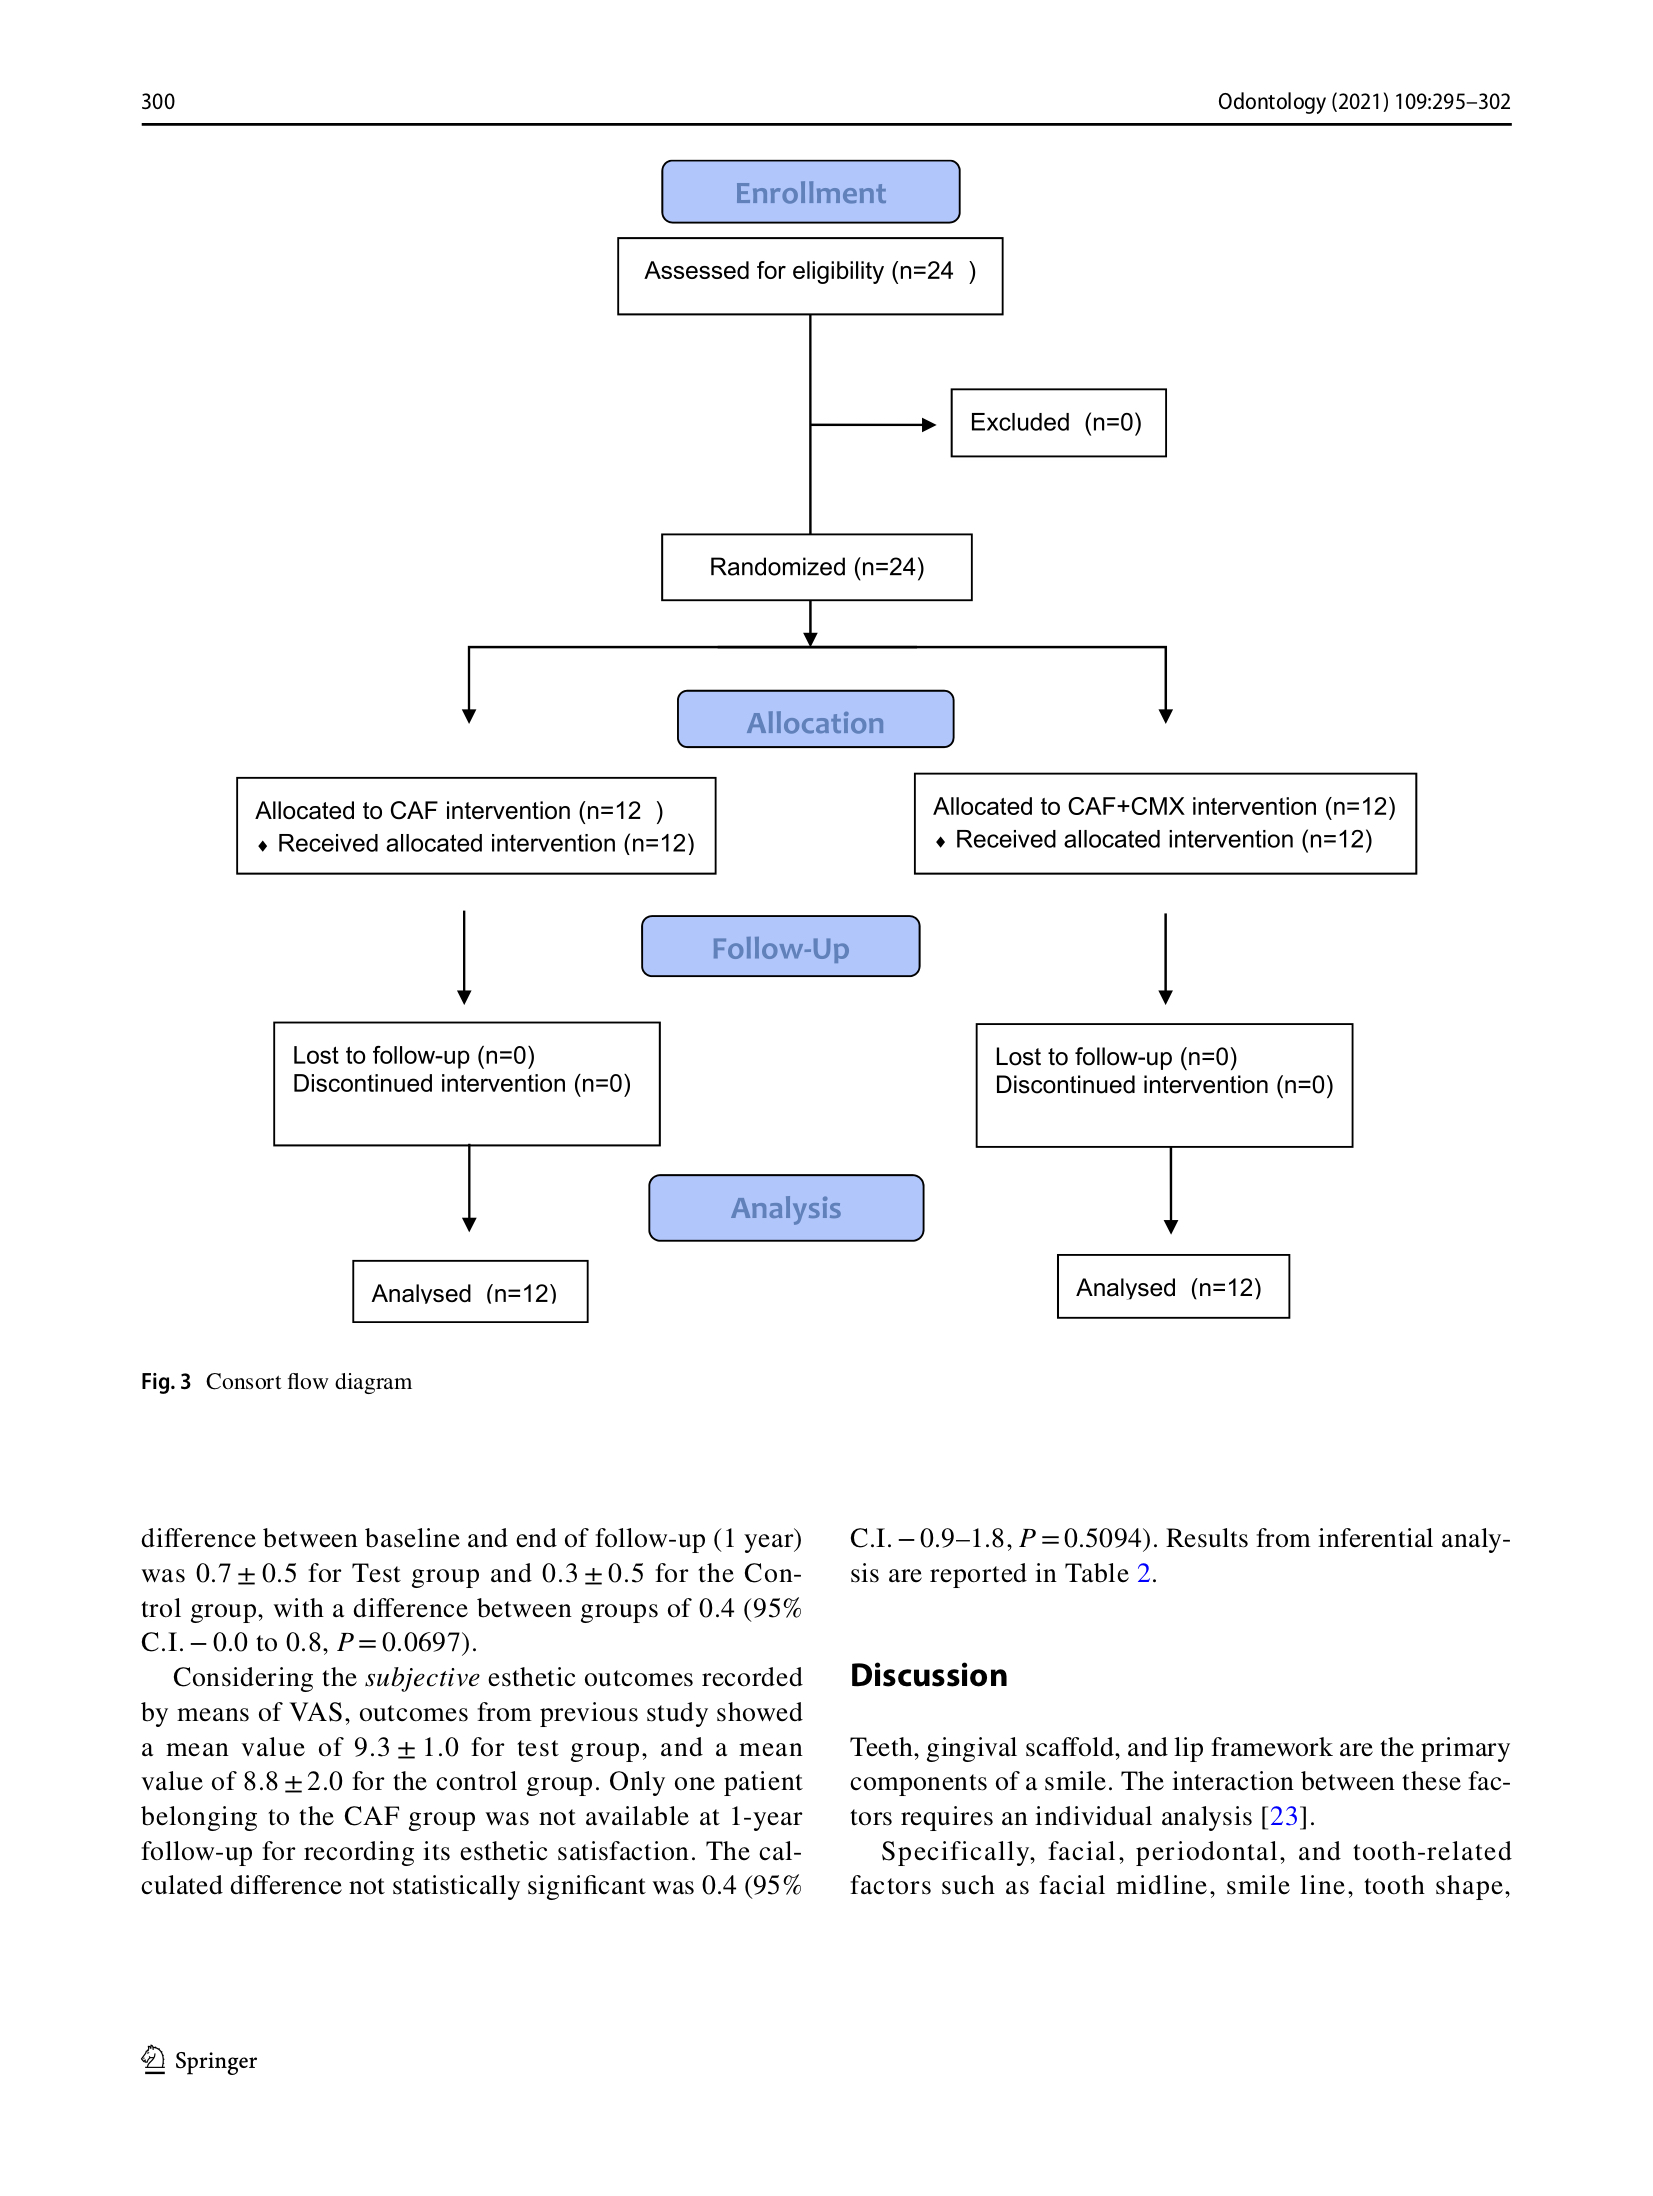 300
Odontology (2021) 109:295–302
Enrollment
Assessed for eligibility (n=24  )
Excluded  (n=0)
Randomized (n=24)
Allocation
Allocated to CAF intervention (n=12  )
♦ Received allocated intervention (n=12)
Allocated to CAF+CMX intervention (n=12)
♦ Received allocated intervention (n=12)
Follow-Up
Lost to follow-up (n=0)
Discontinued intervention (n=0)
Lost to follow-up (n=0)
Discontinued intervention (n=0)
Analysis
Analysed  (n=12)
Analysed  (n=12)
Fig. 3 Consort flow diagram
difference between baseline and end of follow-up (1 year)
was 0.7 ± 0.5 for Test group and 0.3 ± 0.5 for the Con-
trol group, with a difference between groups of 0.4 (95%
C.I. − 0.0 to 0.8, P = 0.0697).
Considering the subjective esthetic outcomes recorded
by means of VAS, outcomes from previous study showed
a mean value of 9.3 ± 1.0 for test group, and a mean
value of 8.8 ± 2.0 for the control group. Only one patient
belonging to the CAF group was not available at 1-year
follow-up for recording its esthetic satisfaction. The cal-
culated difference not statistically significant was 0.4 (95%
C.I. − 0.9–1.8, P = 0.5094). Results from inferential analy-
sis are reported in Table 2.
Discussion
Teeth, gingival scaffold, and lip framework are the primary
components of a smile. The interaction between these fac-
tors requires an individual analysis [23].
Specifically, facial, periodontal, and tooth-related
factors such as facial midline, smile line, tooth shape,
Springer